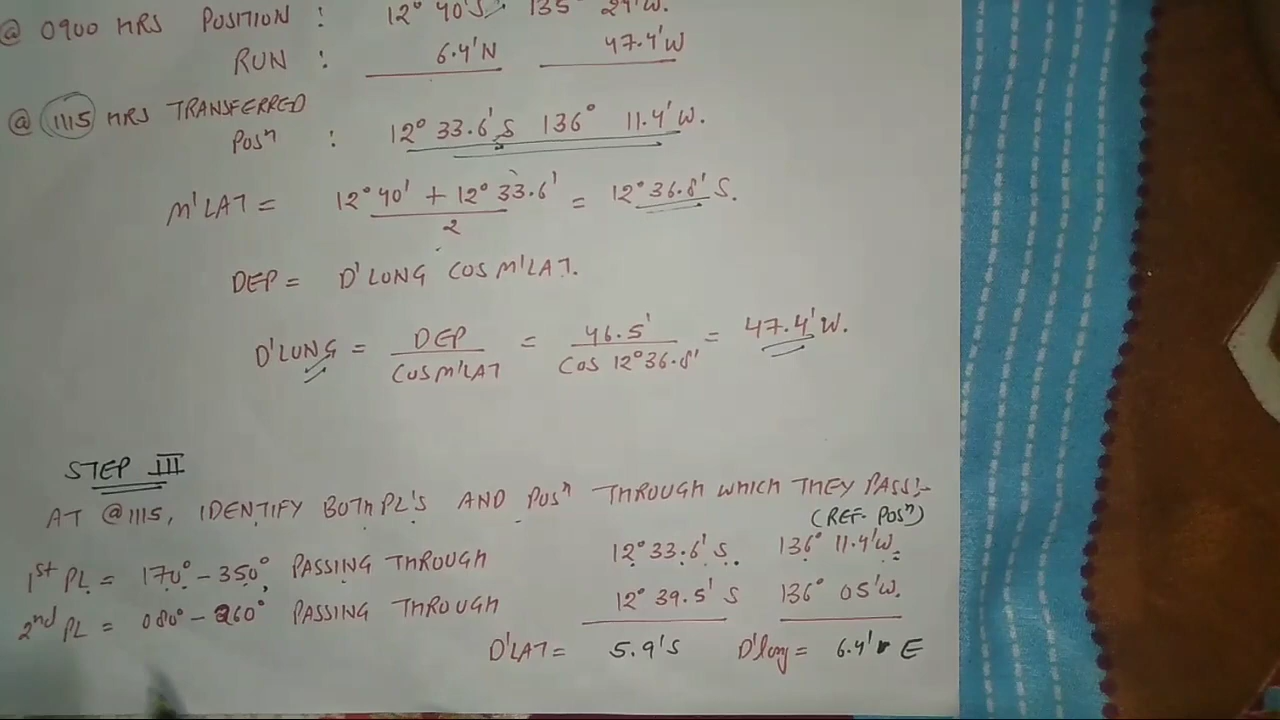 @ 0900 HRS POSITION : 12° 40'S, 135° 24'W.
RUN : 6.4'N 47.4'W
@ 1115 HRS TRANSFERRED
POSⁿ : 12° 33.6'S 136° 11.4'W.
M'LAT = 12°40' + 12° 33.6' / 2 = 12° 36.8' S.
DEP = D'LONG COS M'LAT.
D'LONG = DEP / COS M'LAT = 46.5' / COS 12°36.8' = 47.4'W.
STEP III
AT @1115, IDENTIFY BOTH PL'S AND POSⁿ THROUGH WHICH THEY PASS:-
(REF. POSⁿ)
1st PL = 170° - 350°, PASSING THROUGH 12° 33.6' S. 136° 11.4'W.
2nd PL = 080° - 260° PASSING THROUGH 12° 39.5' S 136° 05'W.
D'LAT = 5.9'S D'long = 6.4' E